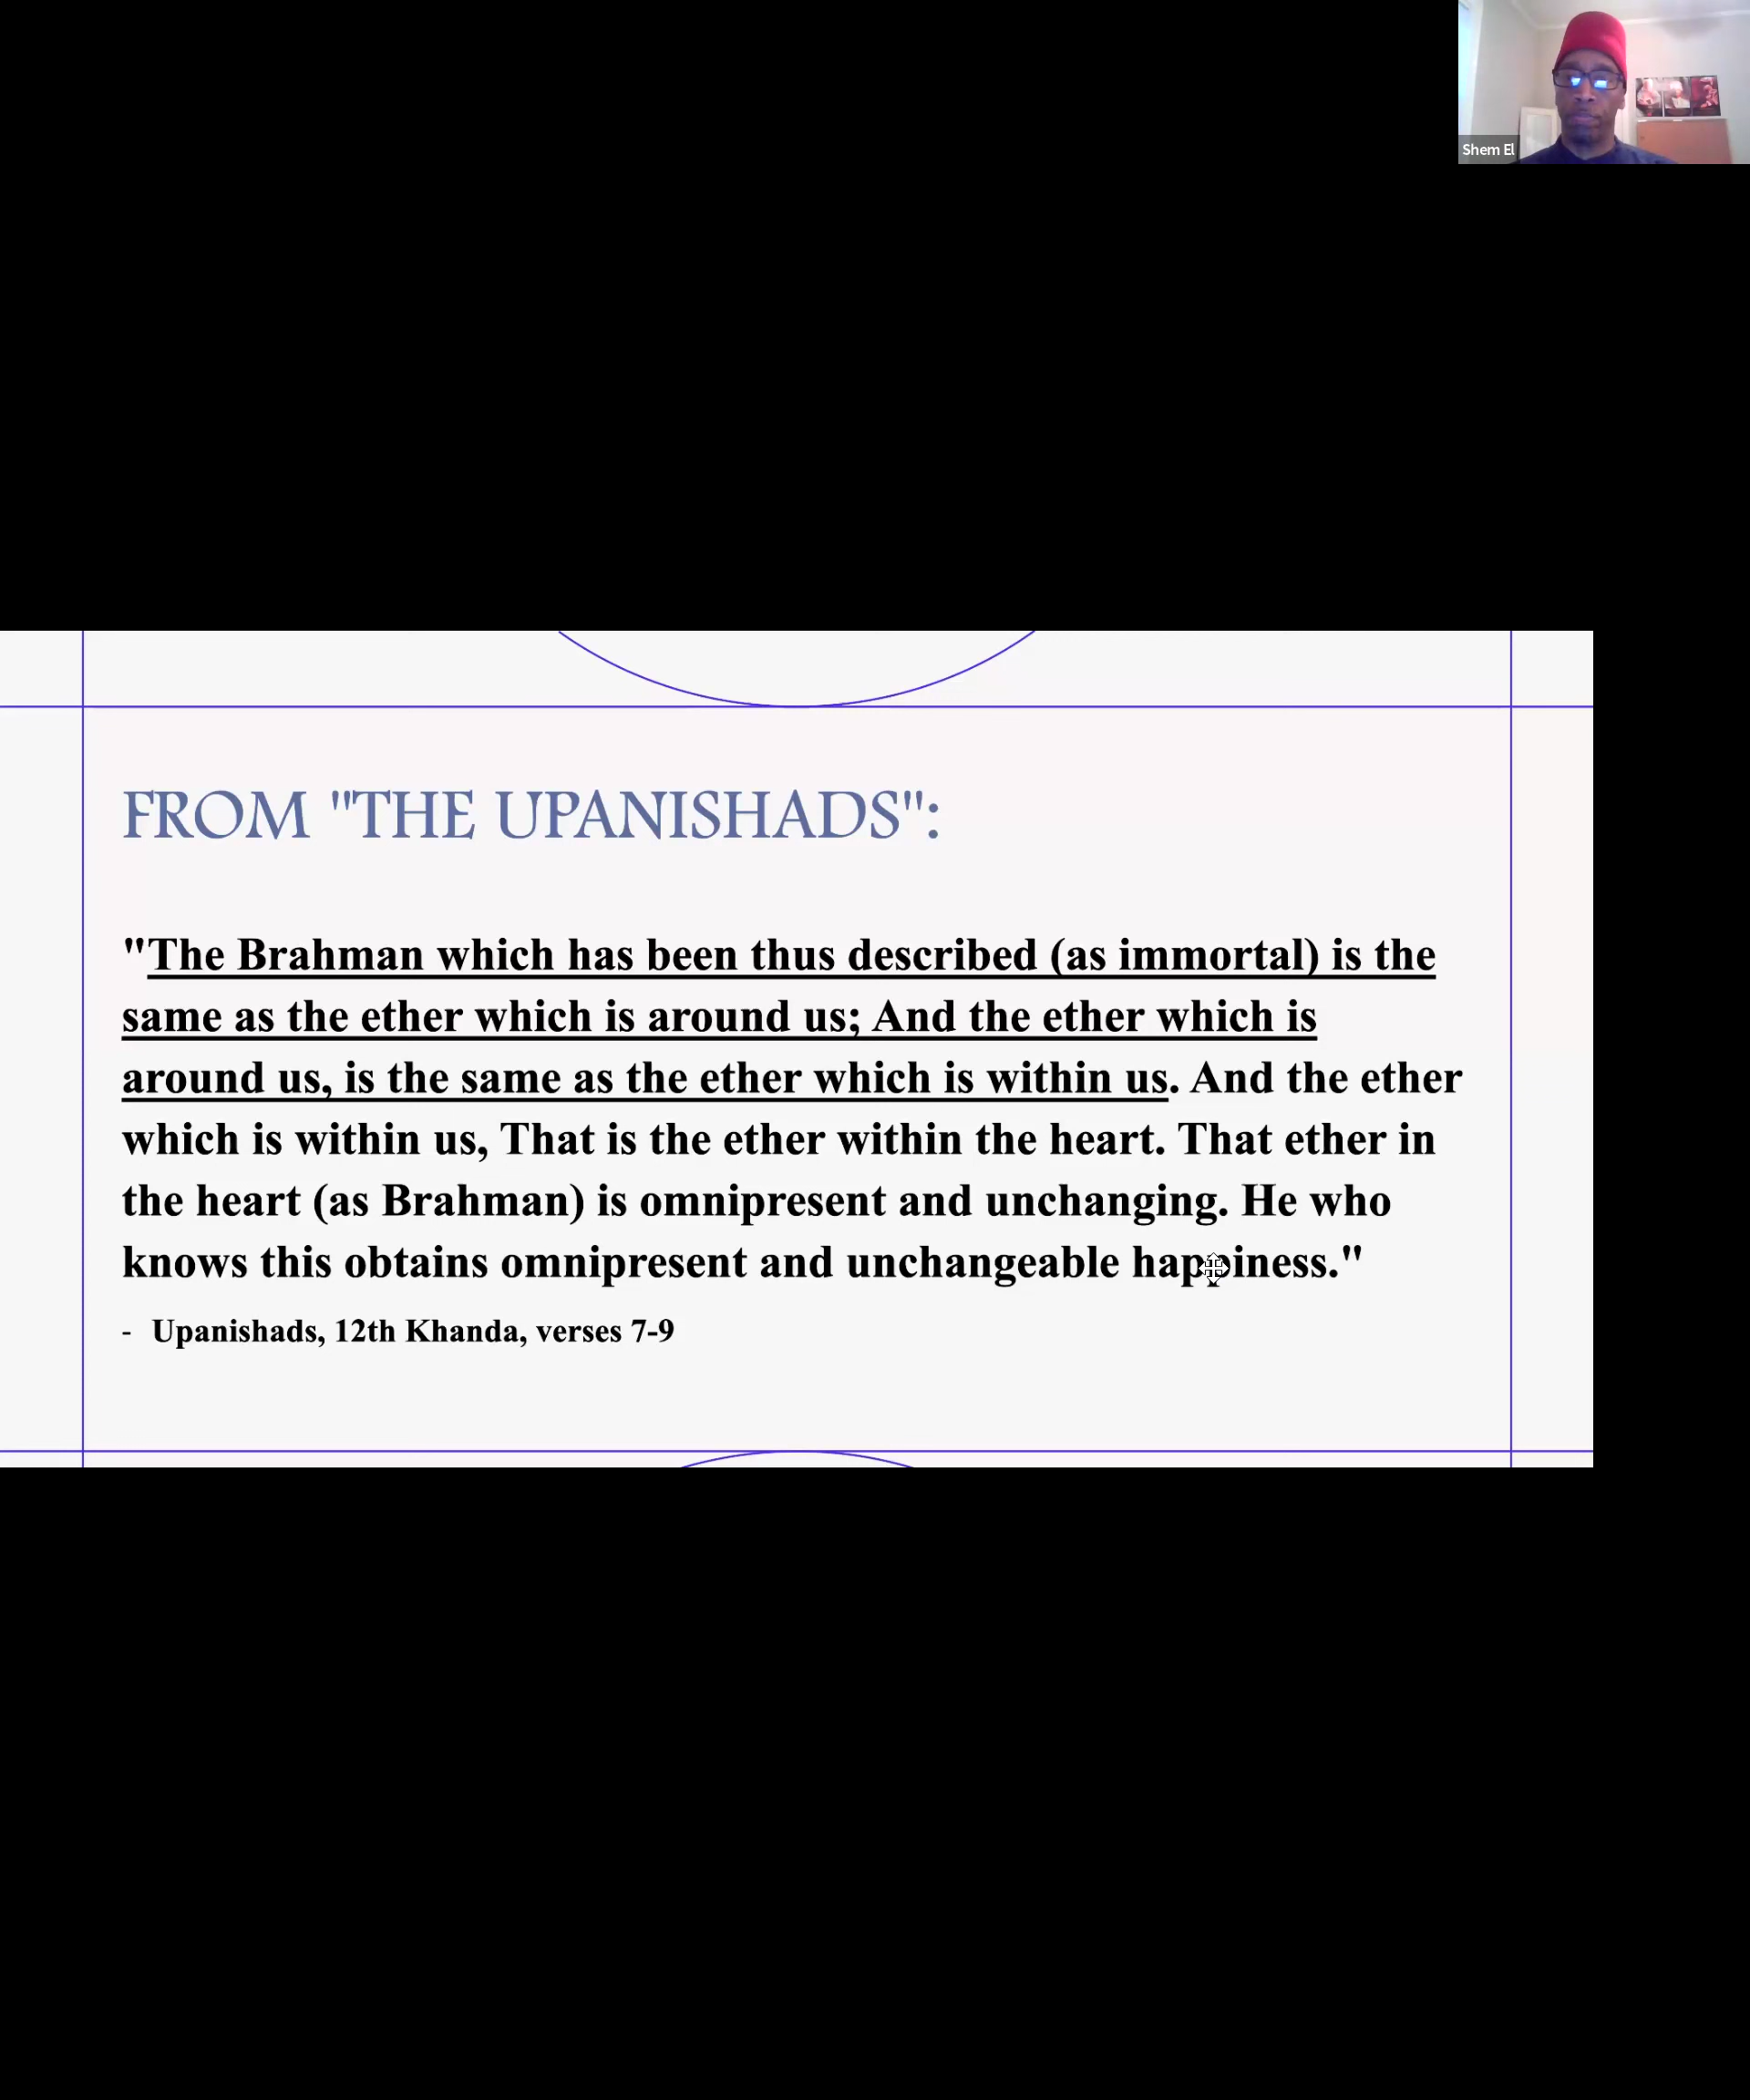 Shem El
FROM "THE UPANISHADS":
"The Brahman which has been thus described (as immortal) is the
same as the ether which is around us; And the ether which is
around us, is the same as the ether which is within us. And the ether
which is within us, That is the ether within the heart. That ether in
the heart (as Brahman) is omnipresent and unchanging. He who
knows this obtains omnipresent and unchangeable happiness."
- Upanishads, 12th Khanda, verses 7-9